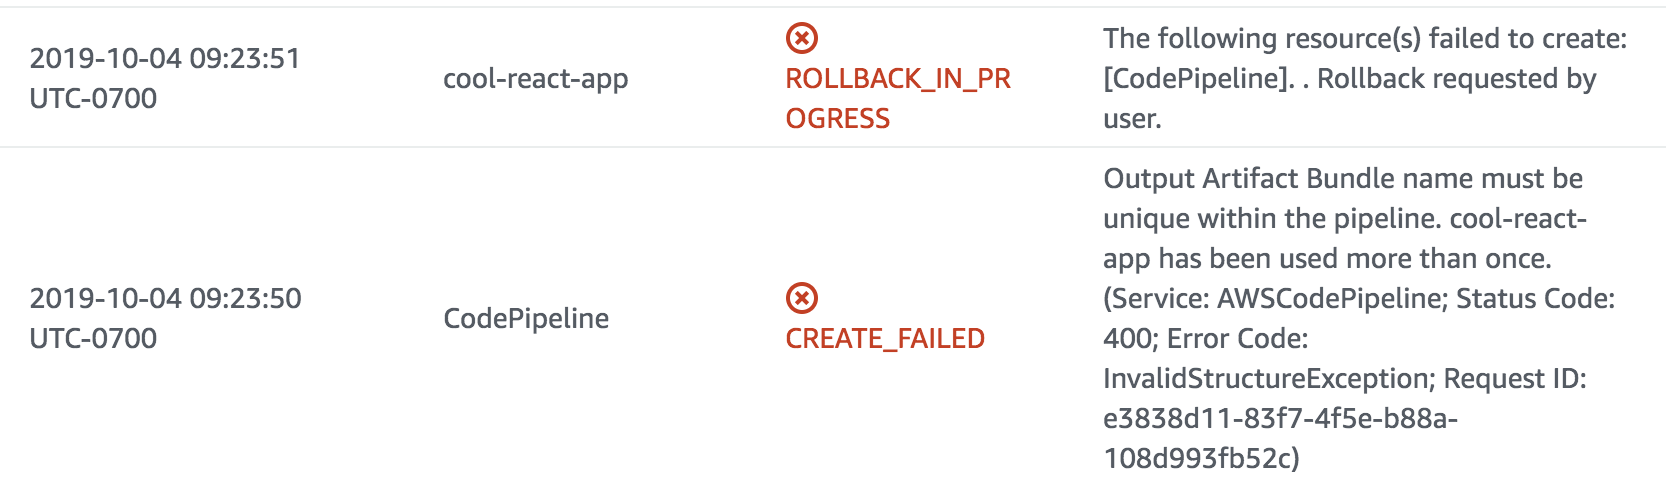 2019-10-04 09:23:51
UTC-0700
cool-react-app
ROLLBACK_IN_PR
OGRESS
The following resource(s) failed to create:
[CodePipeline]. . Rollback requested by
user.
2019-10-04 09:23:50
UTC-0700
CodePipeline
CREATE_FAILED
Output Artifact Bundle name must be
unique within the pipeline. cool-react-
app has been used more than once.
(Service: AWSCodePipeline; Status Code:
400; Error Code:
InvalidStructureException; Request ID:
e3838d11-83f7-4f5e-b88a-
108d993fb52c)